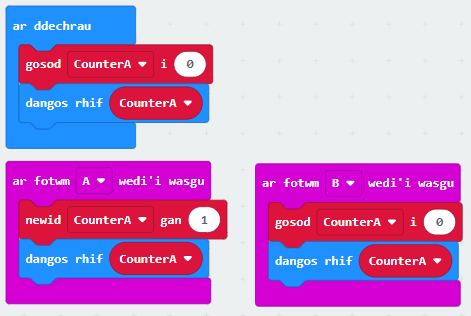 ar ddechrau
gosod CounterA i 0
dangos rhif CounterA
ar fotwm A wedi'i wasgu
newid CounterA gan 1
dangos rhif CounterA
ar fotwm B wedi'i wasgu
gosod CounterA i 0
dangos rhif CounterA